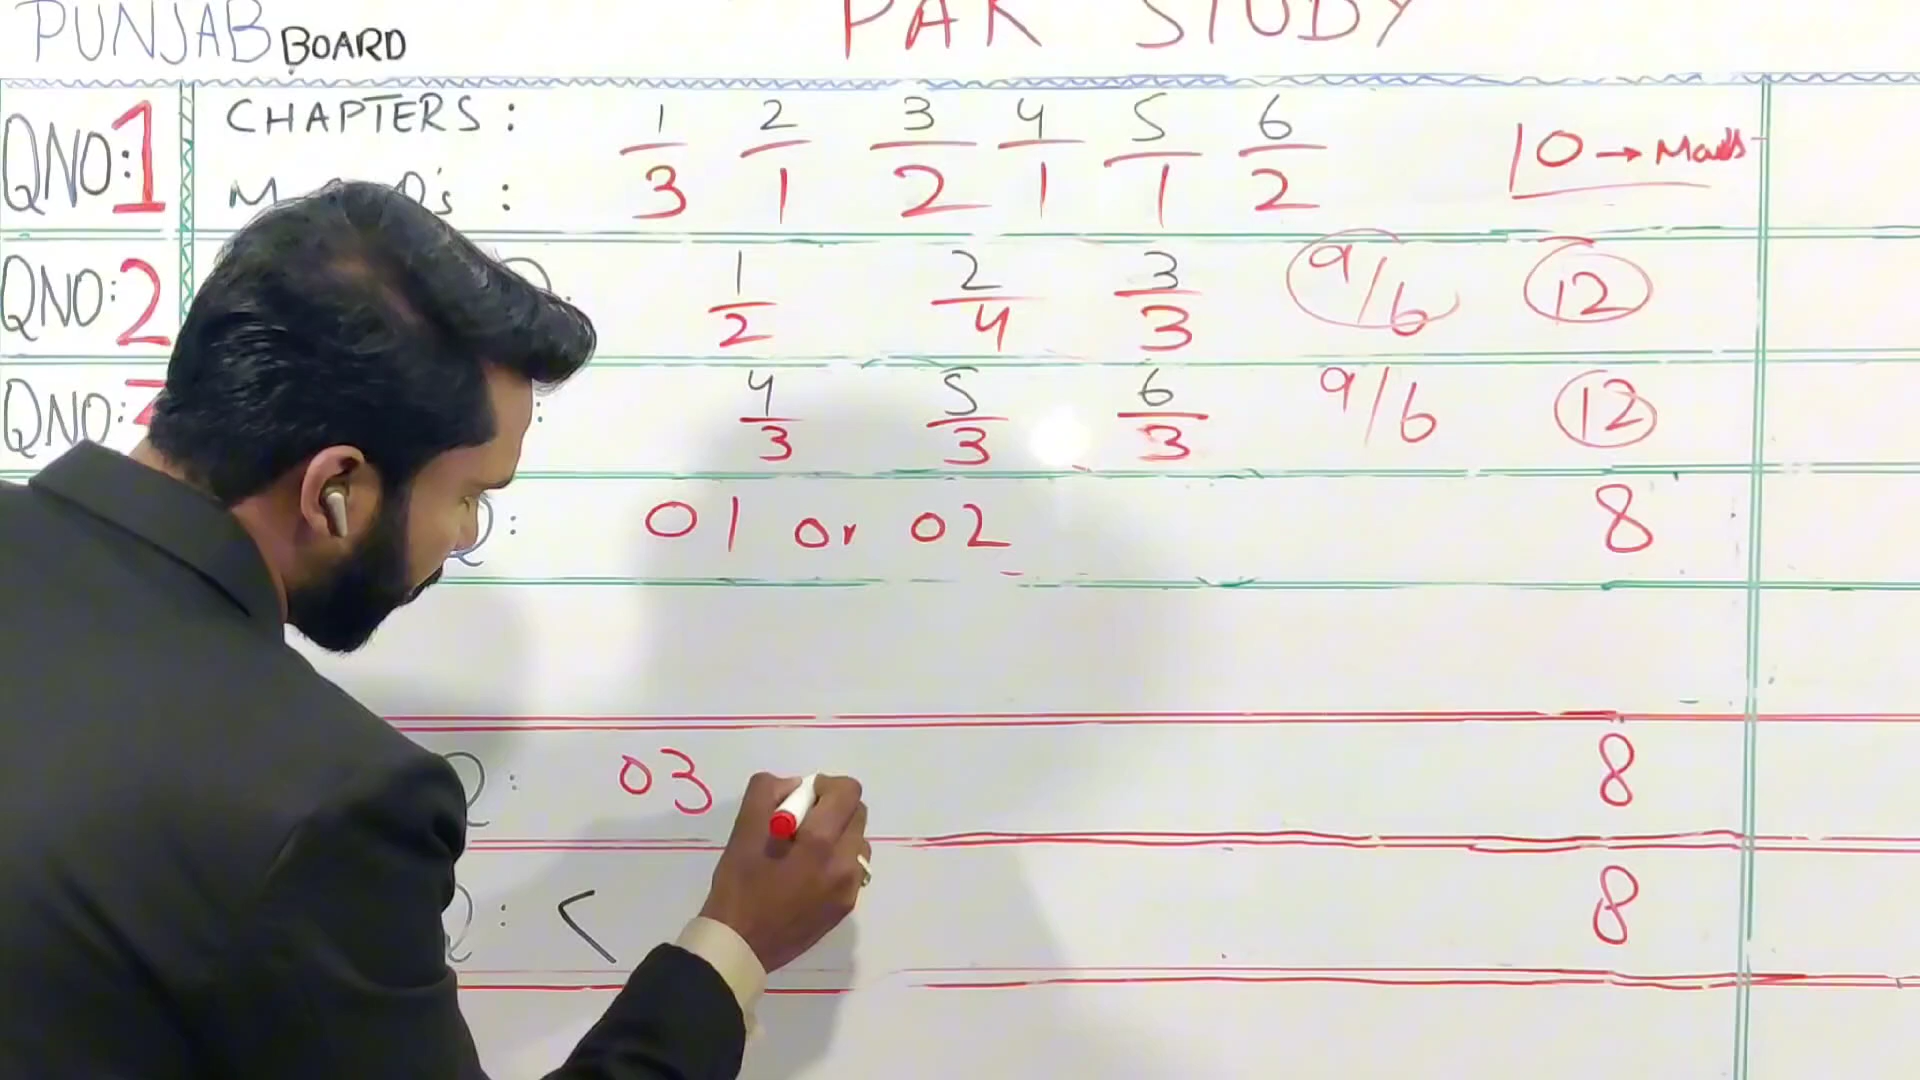 PUNJAB BOARD PAK STUDY
QNO:1 CHAPTERS: 1 2 3 4 5 6 10 → Marks
's : 3 1 2 1 1 2
QNO:2 1/2 2/4 3/3 9/6 12
QNO: : 4/3 5/3 6/3 9/6 12
Q: 01 or 02 8
Q: 03 8
Q: < 8